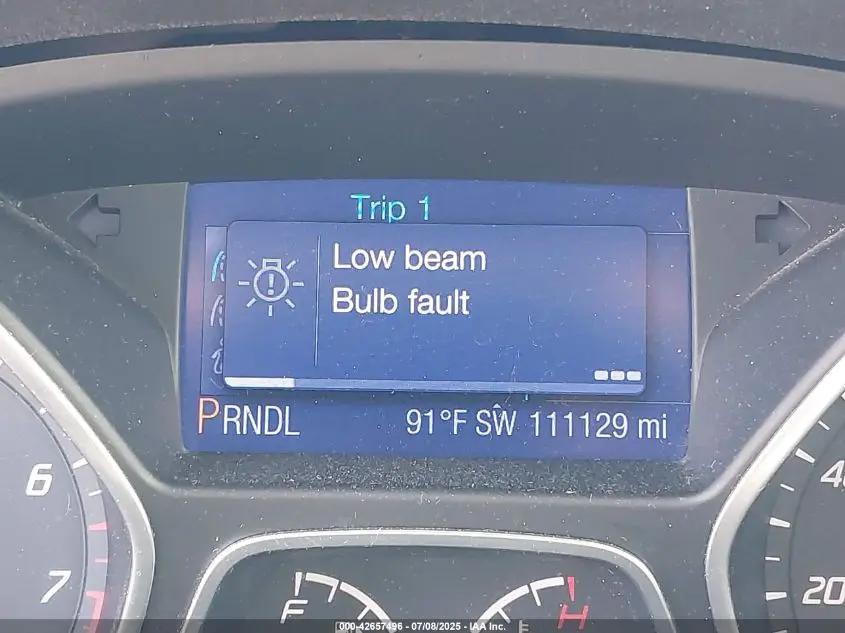 Trip 1
Low beam
Bulb fault
PRNDL 91°F SW 111129 mi
6
7
40
20
F
H
E
000-42657496 - 07/08/2025 - IAA Inc.